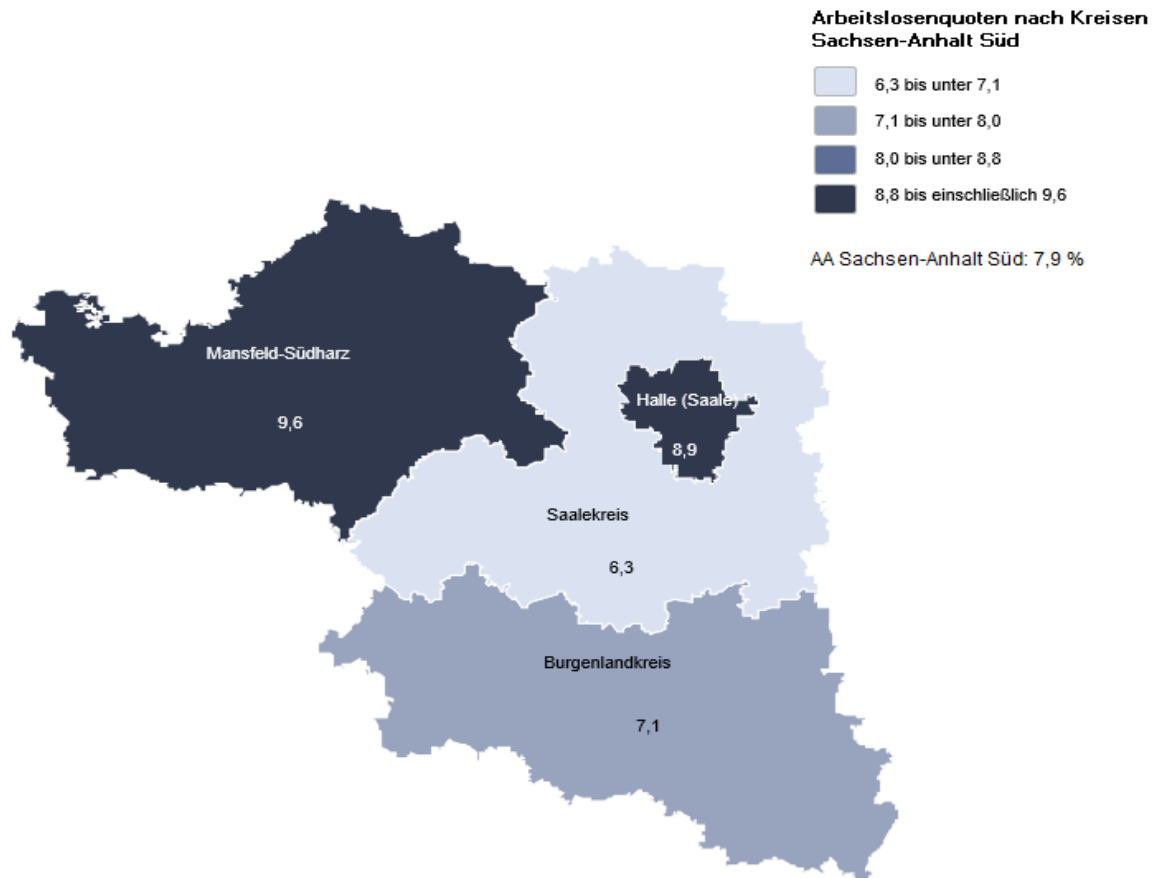 Arbeitslosenquoten nach Kreisen
Sachsen-Anhalt Süd
6,3 bis unter 7,1
7,1 bis unter 8,0
8,0 bis unter 8,8
8,8 bis einschließlich 9,6
AA Sachsen-Anhalt Süd: 7,9 %
Mansfeld-Südharz
9,6
Halle (Saale)
8,9
Saalekreis
6,3
Burgenlandkreis
7,1